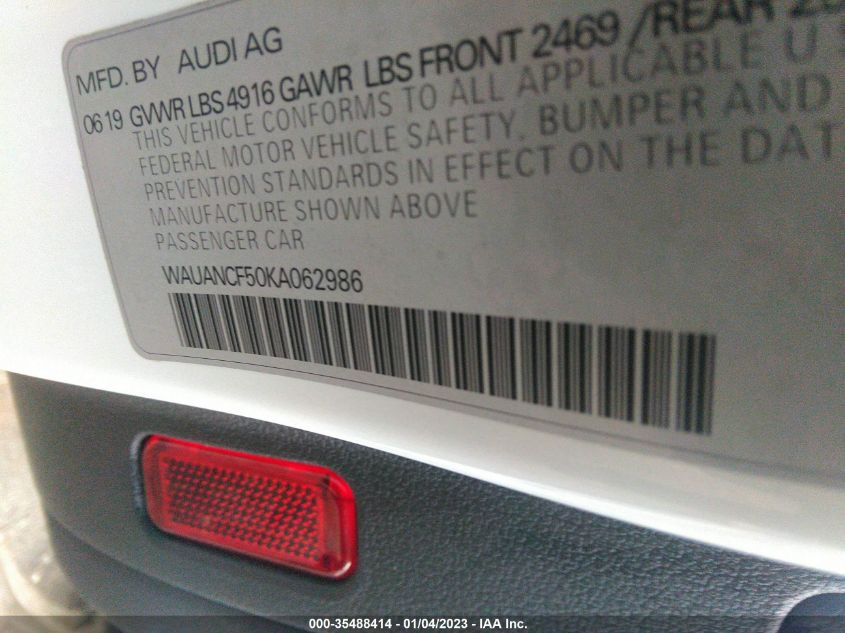 MFD. BY AUDI AG
06 19 GVWR LBS 4916 GAWR LBS FRONT 2469 /REAR
THIS VEHICLE CONFORMS TO ALL APPLICABLE U
FEDERAL MOTOR VEHICLE SAFETY, BUMPER AND
PREVENTION STANDARDS IN EFFECT ON THE DAT
MANUFACTURE SHOWN ABOVE
PASSENGER CAR
WAUANCF50KA062986
000-35488414 - 01/04/2023 - IAA Inc.